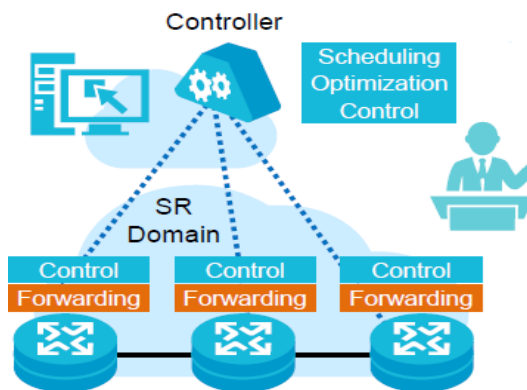 Controller
Scheduling
Optimization
Control
SR
Domain
Control
Forwarding
Control
Forwarding
Control
Forwarding